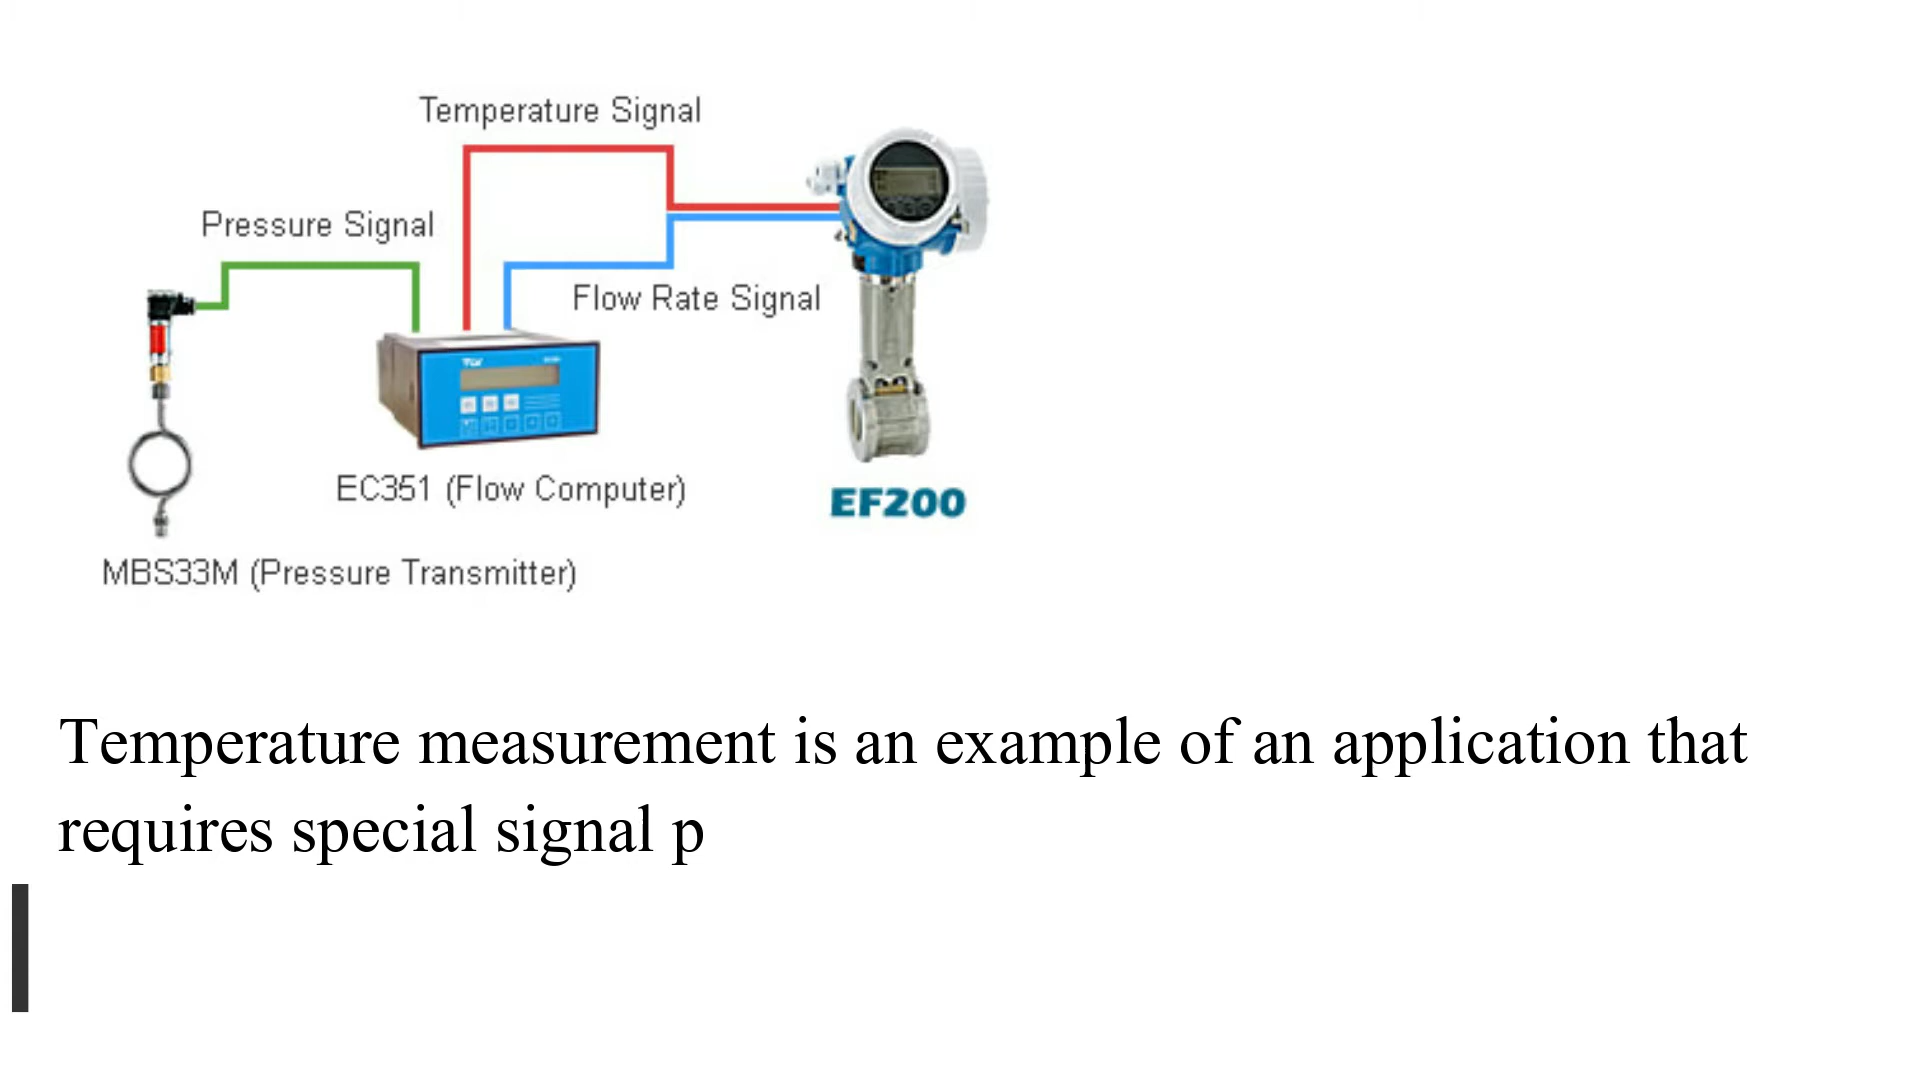 Temperature Signal
Pressure Signal
Flow Rate Signal
TLV
EC351 (Flow Computer)
EF200
MBS33M (Pressure Transmitter)
Temperature measurement is an example of an application that
requires special signal p